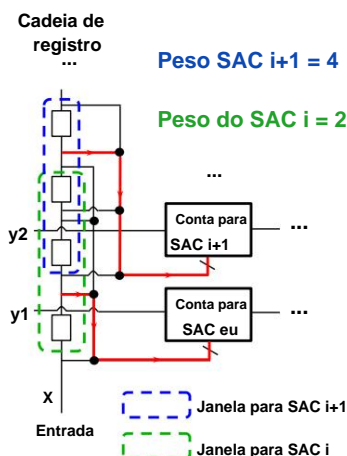 Cadeia de
registro
...
Peso SAC i+1 = 4
Peso do SAC i = 2
...
y2
Conta para
SAC i+1
...
y1
Conta para
SAC eu
...
X
Entrada
Janela para SAC i+1
Janela para SAC i